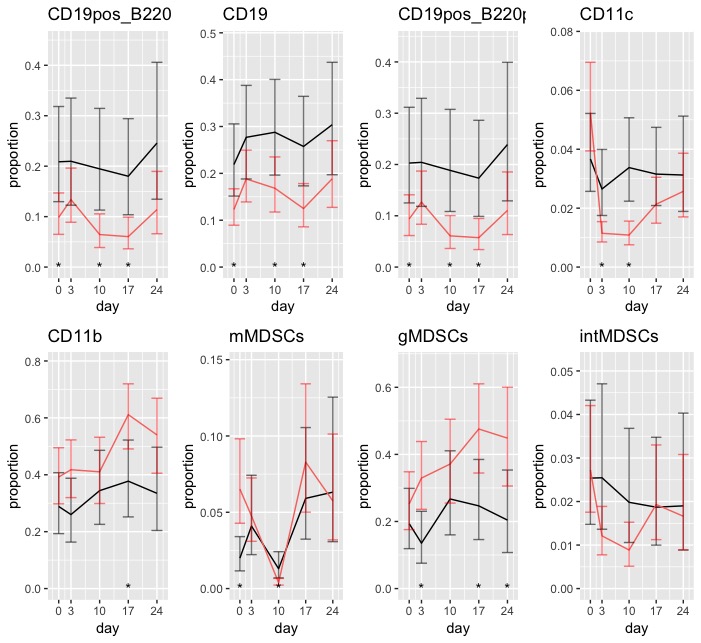 CD19pos_B220 CD19 CD19pos_B220p CD11c
proportion 0.0 0.1 0.2 0.3 0.4
* * *
0 3 10 17 24
day
proportion 0.0 0.1 0.2 0.3 0.4 0.5
* * *
0 3 10 17 24
day
proportion 0.0 0.1 0.2 0.3 0.4
* * *
0 3 10 17 24
day
proportion 0.00 0.02 0.04 0.06 0.08
* *
0 3 10 17 24
day
CD11b mMDSCs gMDSCs intMDSCs
proportion 0.0 0.2 0.4 0.6 0.8
*
0 3 10 17 24
day
proportion 0.00 0.05 0.10 0.15
* *
0 3 10 17 24
day
proportion 0.0 0.2 0.4 0.6
* * *
0 3 10 17 24
day
proportion 0.00 0.01 0.02 0.03 0.04 0.05
0 3 10 17 24
day